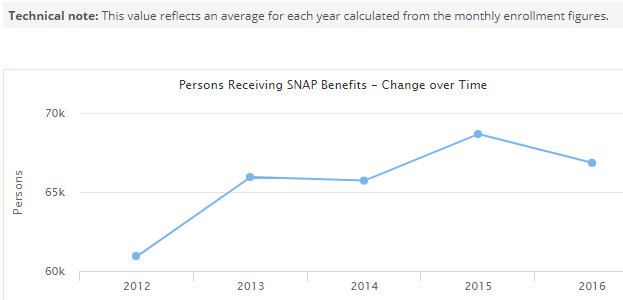 Technical note: This value reflects an average for each year calculated from the monthly enrollment figures.
Persons Receiving SNAP Benefits – Change over Time
70k
65k
60k
Persons
2012 2013 2014 2015 2016